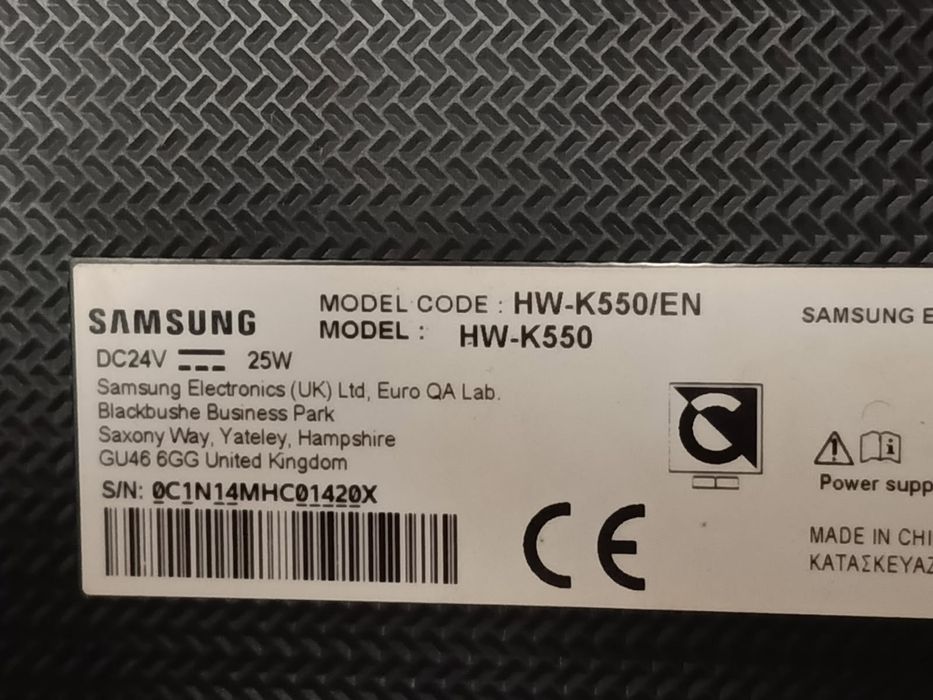 SAMSUNG
MODEL CODE : HW-K550/EN
MODEL : HW-K550
DC24V 25W
Samsung Electronics (UK) Ltd, Euro QA Lab.
Blackbushe Business Park
Saxony Way, Yateley, Hampshire
GU46 6GG United Kingdom
S/N: 0C1N14MHC01420X
CE
SAMSUNG E
Power supp
MADE IN CHI
ΚΑΤΑΣΚΕΥΑΖ